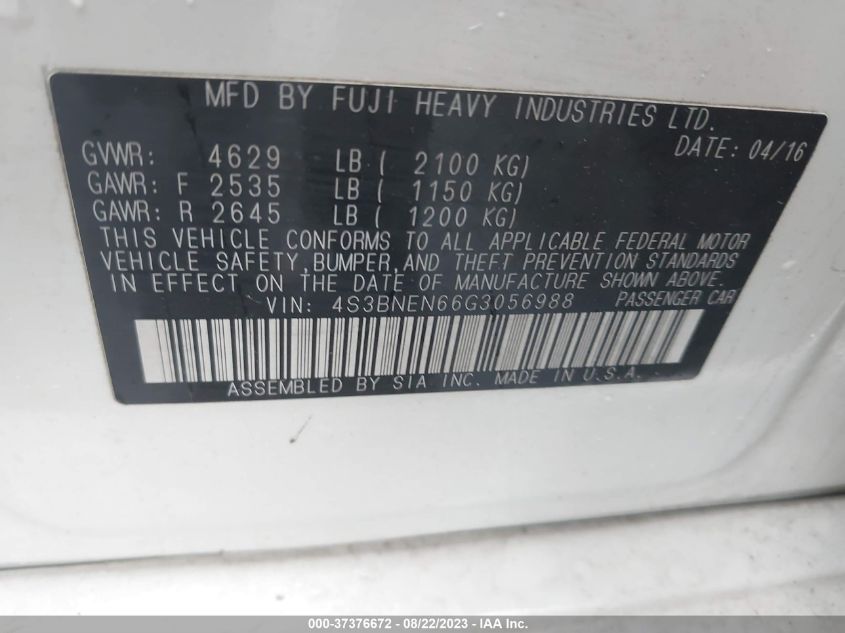 MFD BY FUJI HEAVY INDUSTRIES LTD.
DATE: 04/16
GVWR: 4629 LB ( 2100 KG)
GAWR: F 2535 LB ( 1150 KG)
GAWR: R 2645 LB ( 1200 KG)
THIS VEHICLE CONFORMS TO ALL APPLICABLE FEDERAL MOTOR
VEHICLE SAFETY,BUMPER,AND THEFT PREVENTION STANDARDS
IN EFFECT ON THE DATE OF MANUFACTURE SHOWN ABOVE.
VIN: 4S3BNEN66G3056988 PASSENGER CAR
ASSEMBLED BY SIA INC. MADE IN U.S.A.
000-37376672 - 08/22/2023 - IAA Inc.